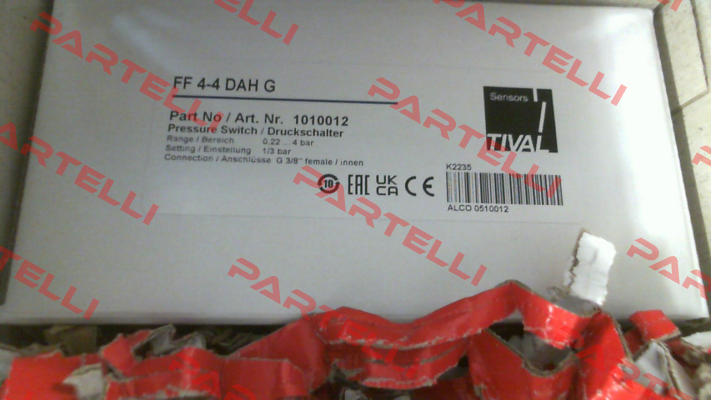 FF 4-4 DAH G
Part No / Art. Nr. 1010012
Pressure Switch / Druckschalter
Range / Bereich 0,22 ... 4 bar
Setting / Einstellung 1/3 bar
Connection / Anschlüsse G 3/8" female / innen
Sensors
TIVAL
10
EAC
UK
CA
CE
K2235
ALCO 0510012
PARTELLI
PARTELLI
PARTELLI
PARTELLI
PARTELLI
PARTELLI
PARTELLI
PARTELLI